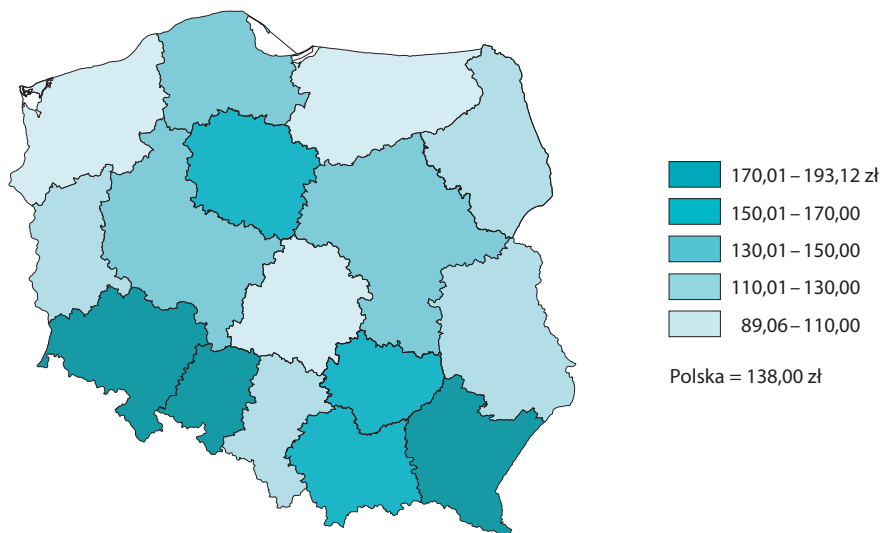 170,01 – 193,12 zł
150,01 – 170,00
130,01 – 150,00
110,01 – 130,00
89,06 – 110,00
Polska = 138,00 zł